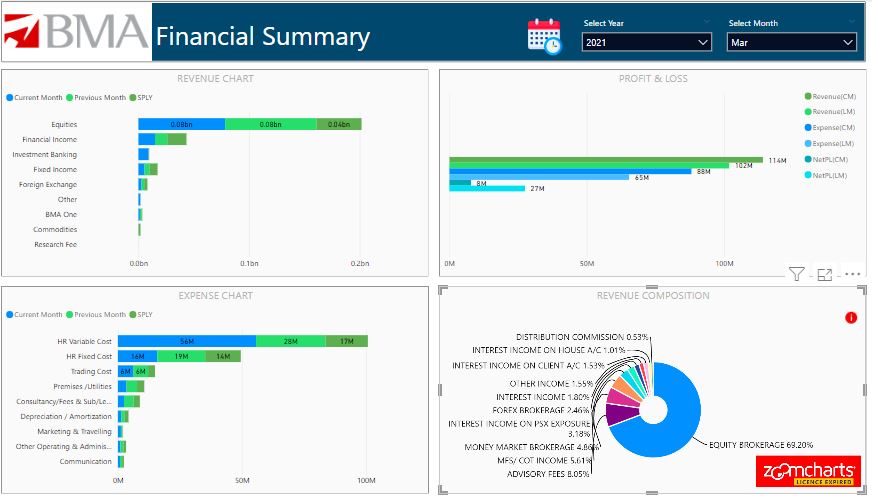 BMA
Financial Summary
Select Year
2021
Select Month
Mar
REVENUE CHART
Current Month Previous Month SPLY
Equities 0.08bn 0.08bn 0.04bn
Financial Income
Investment Banking
Fixed Income
Foreign Exchange
Other
BMA One
Commodities
Research Fee
0.0bn 0.1bn 0.2bn
PROFIT & LOSS
Revenue(CM)
Revenue(LM)
Expense(CM)
Expense(LM)
NetPL(CM)
NetPL(LM)
114M
102M
88M
65M
8M
27M
0M 50M 100M
EXPENSE CHART
Current Month Previous Month SPLY
HR Variable Cost 56M 28M 17M
HR Fixed Cost 16M 19M 14M
Trading Cost 6M 6M
Premises /Utilities
Consultancy/Fees & Sub/Le...
Depreciation / Amortization
Marketing & Travelling
Other Operating & Adminis...
Communication
0M 50M 100M
REVENUE COMPOSITION
DISTRIBUTION COMMISSION 0.53%
INTEREST INCOME ON HOUSE A/C 1.01%
INTEREST INCOME ON CLIENT A/C 1.53%
OTHER INCOME 1.55%
INTEREST INCOME 1.80%
FOREX BROKERAGE 2.46%
INTEREST INCOME ON PSX EXPOSURE
3.18%
MONEY MARKET BROKERAGE 4.86%
MFS/ COT INCOME 5.61%
ADVISORY FEES 8.05%
EQUITY BROKERAGE 69.20%
zoomcharts
LICENCE EXPIRED